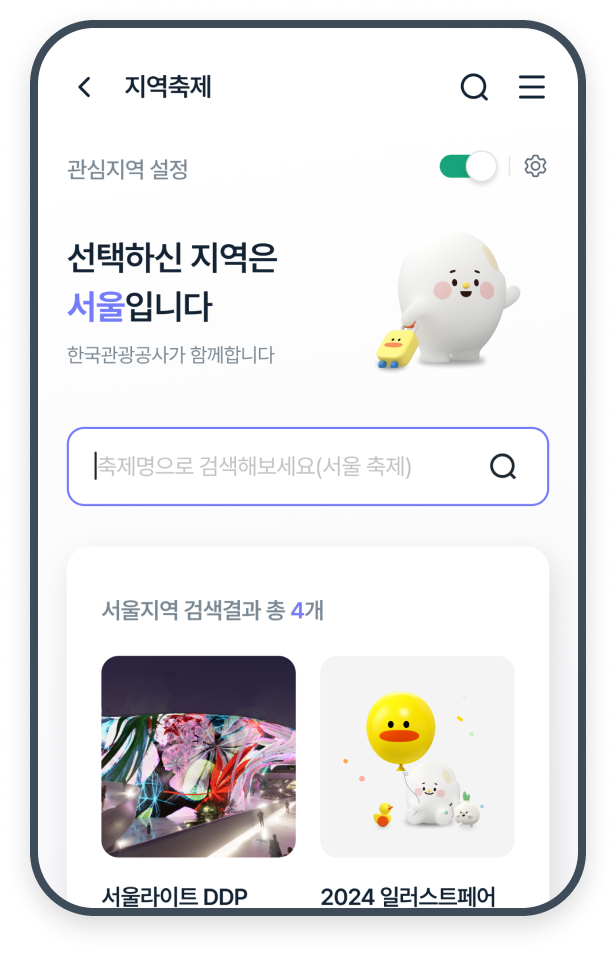 지역축제
관심지역 설정
선택하신 지역은
서울입니다
한국관광공사가 함께합니다
축제명으로 검색해보세요(서울 축제)
서울지역 검색결과 총 4개
서울라이트 DDP
2024 일러스트페어